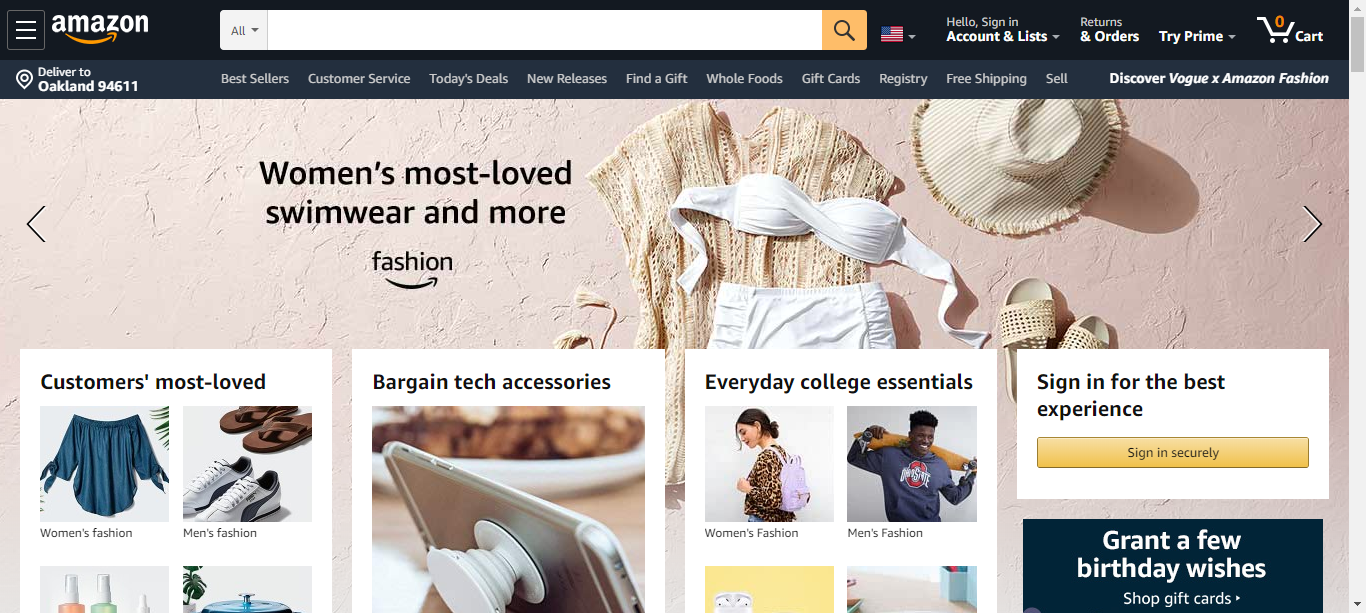 amazon
All
Hello, Sign in
Account & Lists
Returns
& Orders
Try Prime
0
Cart
Deliver to
Oakland 94611
Best Sellers
Customer Service
Today's Deals
New Releases
Find a Gift
Whole Foods
Gift Cards
Registry
Free Shipping
Sell
Discover Vogue x Amazon Fashion
Women's most-loved
swimwear and more
fashion
Customers' most-loved
Women's fashion
Men's fashion
Bargain tech accessories
Everyday college essentials
OHIO STATE
Women's Fashion
Men's Fashion
Sign in for the best
experience
Sign in securely
Grant a few
birthday wishes
Shop gift cards